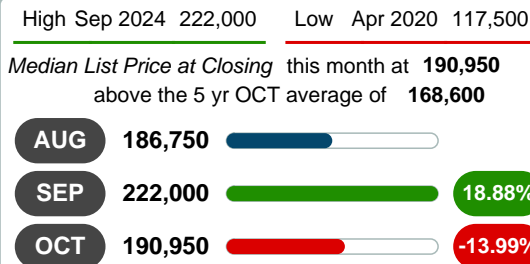 High Sep 2024 222,000 Low Apr 2020 117,500
Median List Price at Closing this month at 190,950
above the 5 yr OCT average of 168,600
AUG 186,750
SEP 222,000 18.88%
OCT 190,950 -13.99%